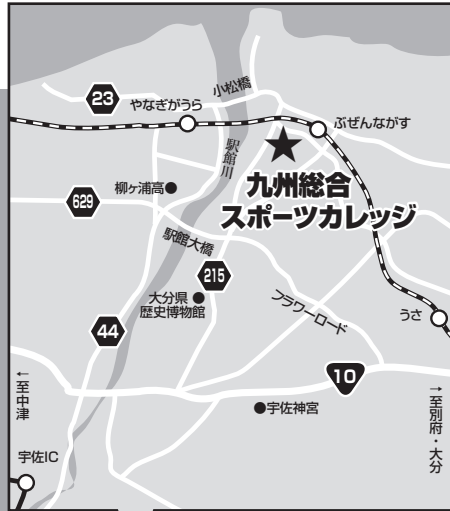 小松橋
23
やなぎがうら
ぶぜんながす
駅館川
九州総合
スポーツカレッジ
柳ヶ浦高
629
駅館大橋
215
大分県
歴史博物館
フラワーロード
うさ
44
10
←至中津
宇佐神宮
→至別府・大分
宇佐IC